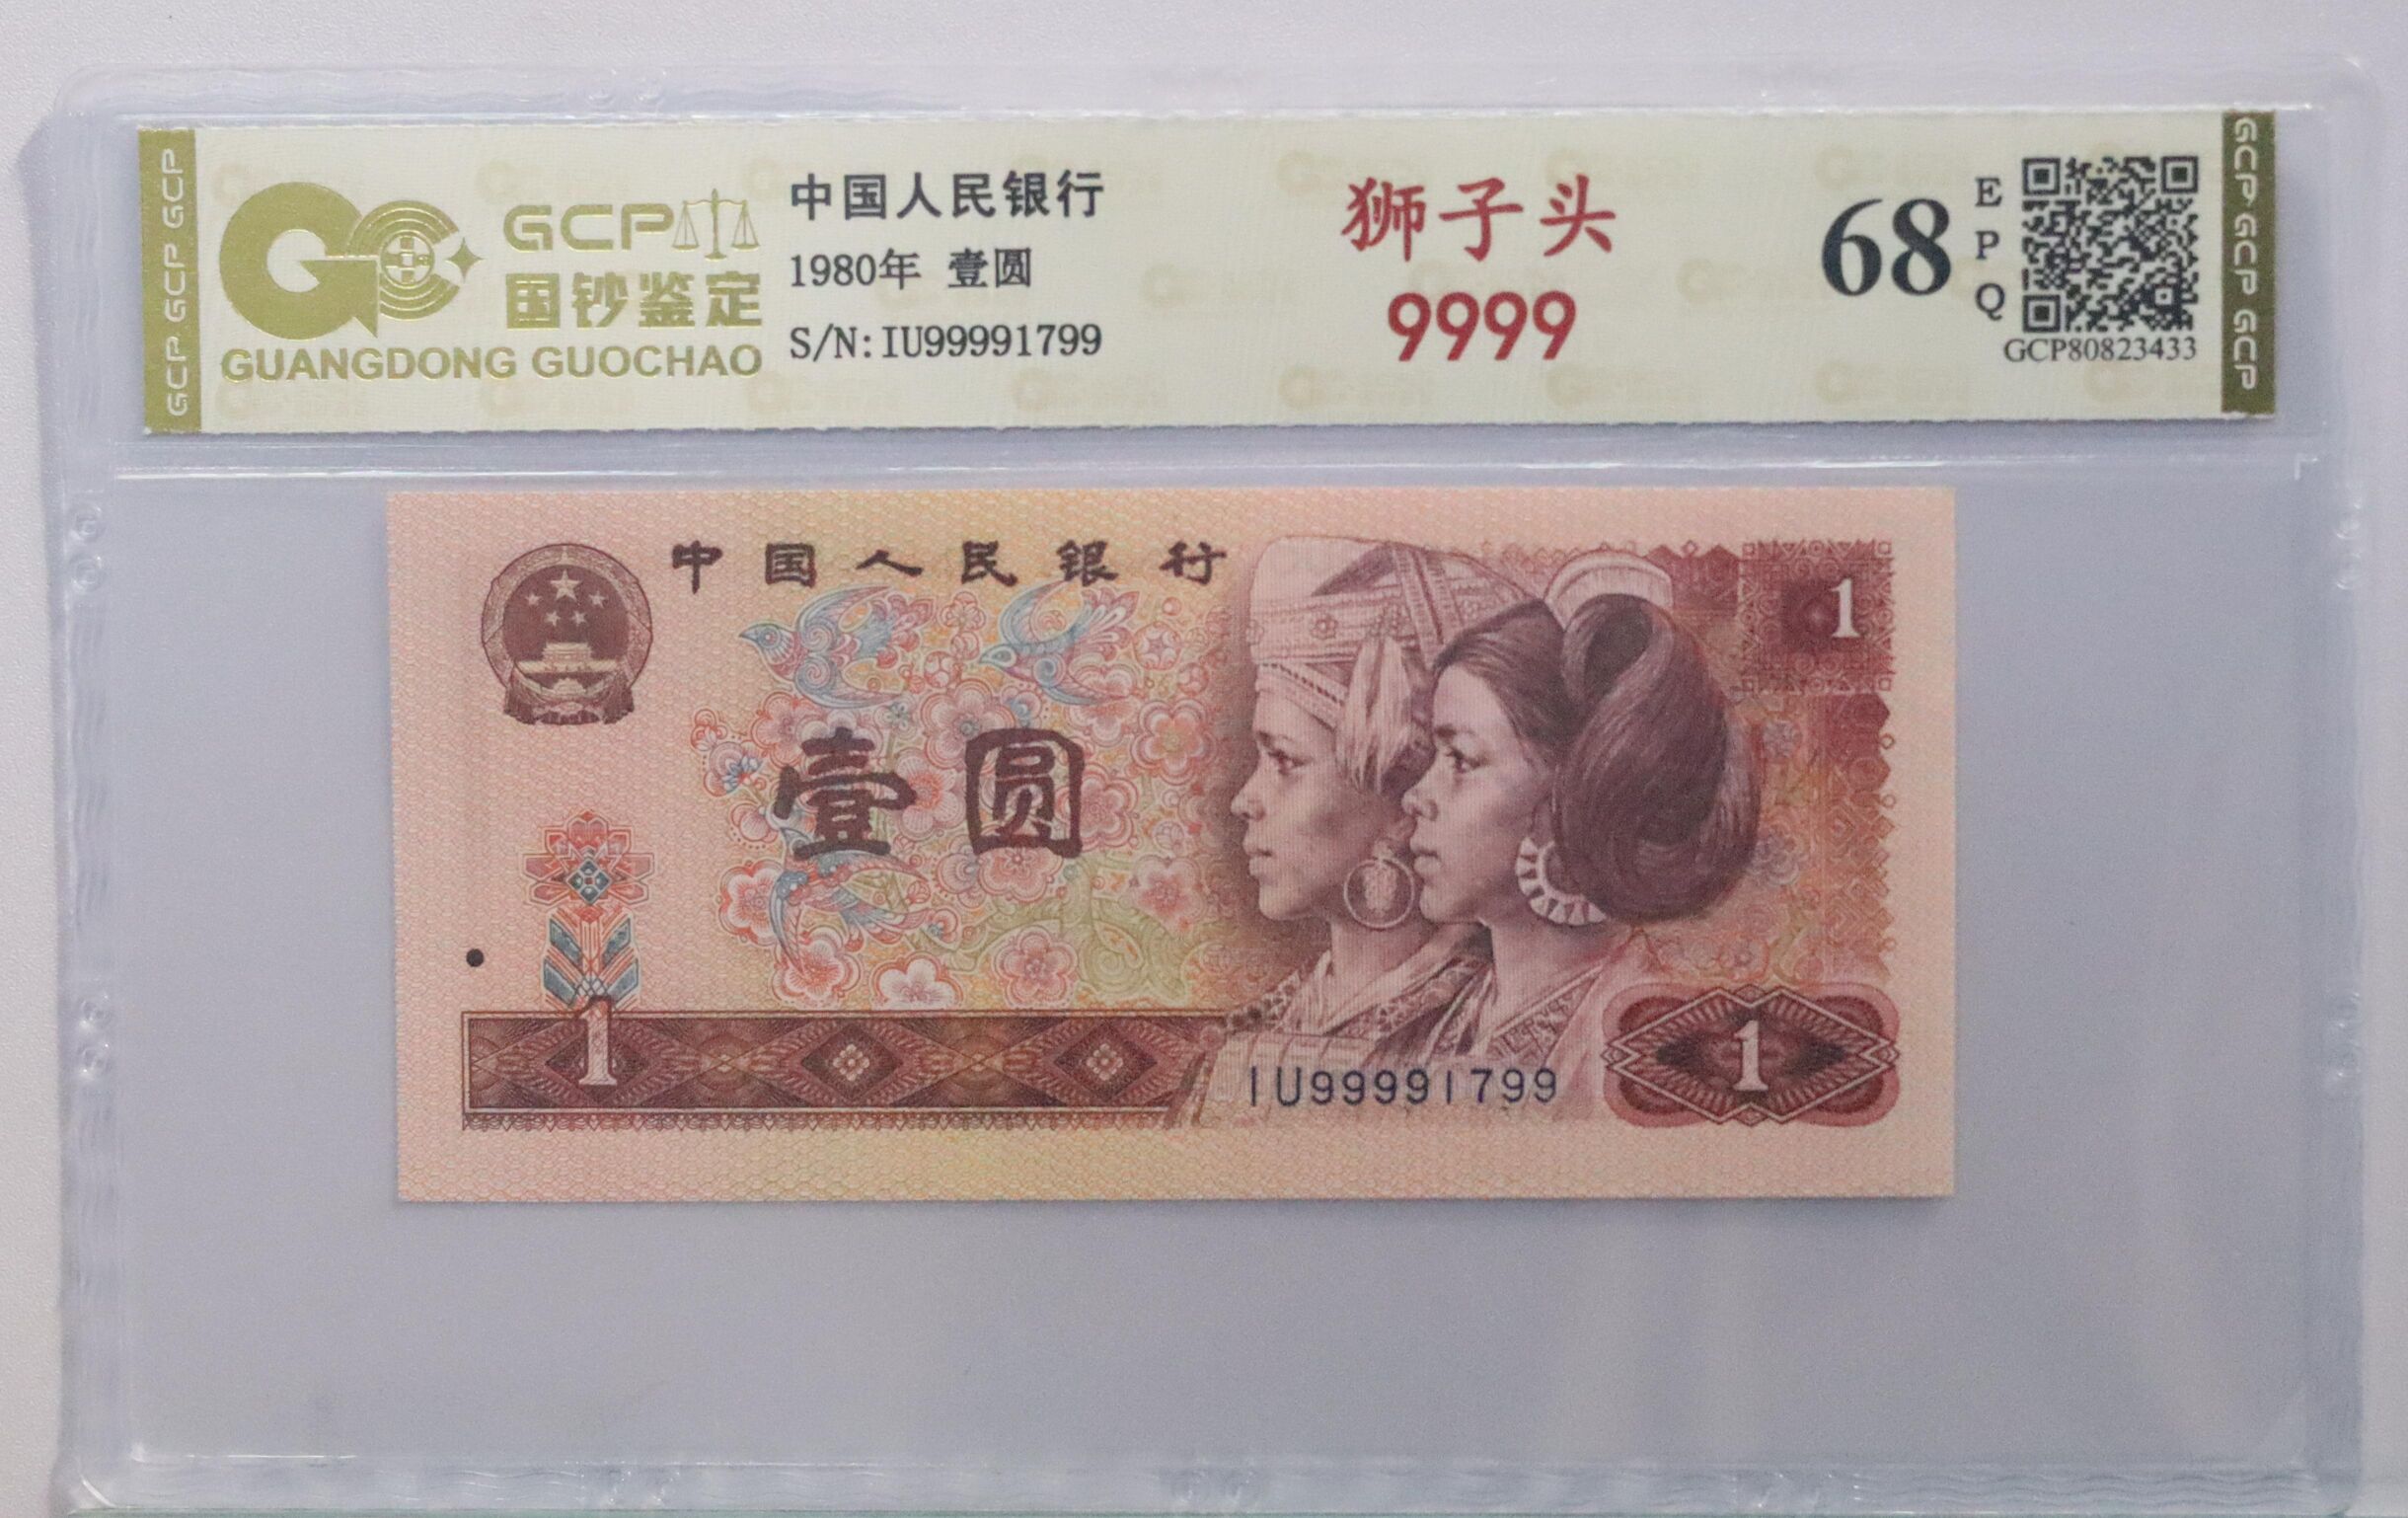 GCP GCP GCP
GCP
国钞鉴定
GUANGDONG GUOCHAO
中国人民银行
1980年 壹圆
S/N:IU99991799
狮子头
9999
68
EPQ
GCP80823433
GCP GCP GCP GCP
中国人民银行
1
壹圆
1
IU99991799
1